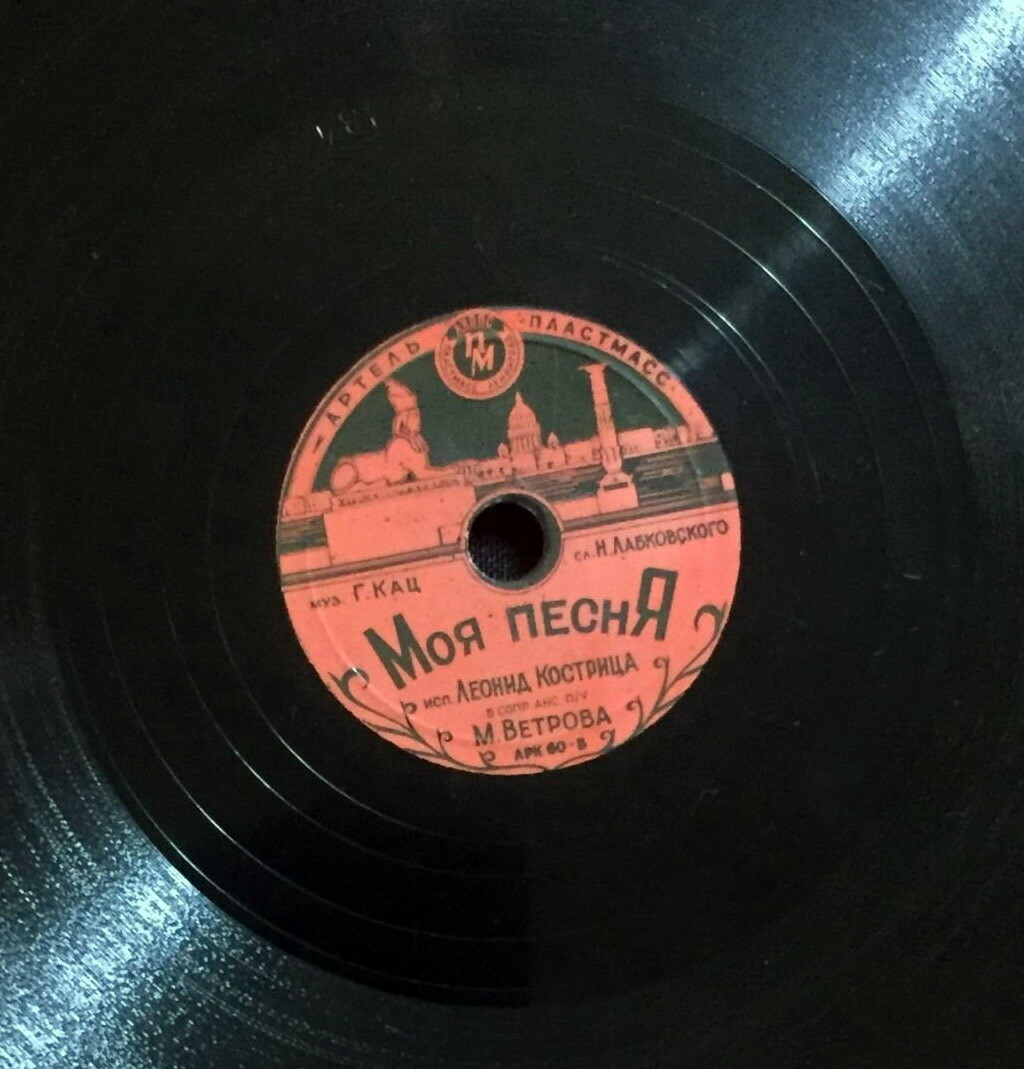 АРТЕЛЬ
ПЛАСТМАСС
ПМ
МУЗ. Г. КАЦ
СЛ. Н. ЛАБКОВСКОГО
МОЯ ПЕСНЯ
ИСП. ЛЕОНИД КОСТРИЦА
В СОПР. АНС. П/У
М. ВЕТРОВА
АРК 60-В